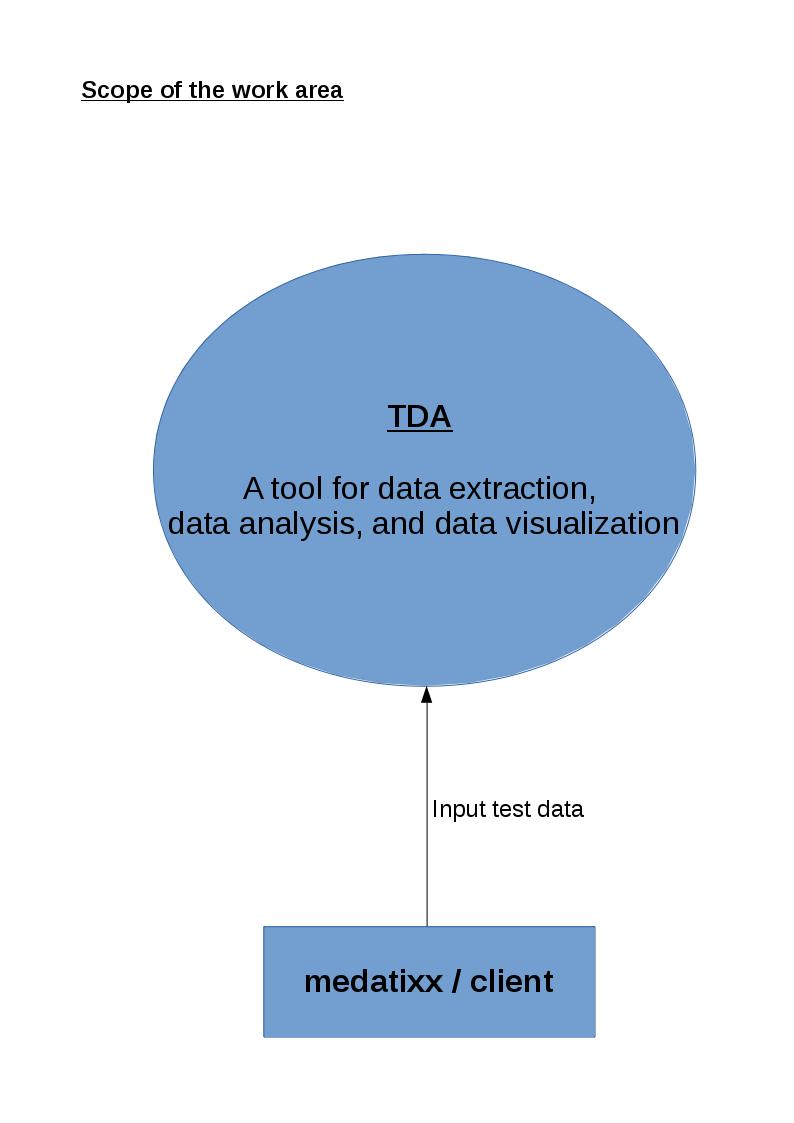 Scope of the work area
TDA
A tool for data extraction,
data analysis, and data visualization
Input test data
medatixx / client